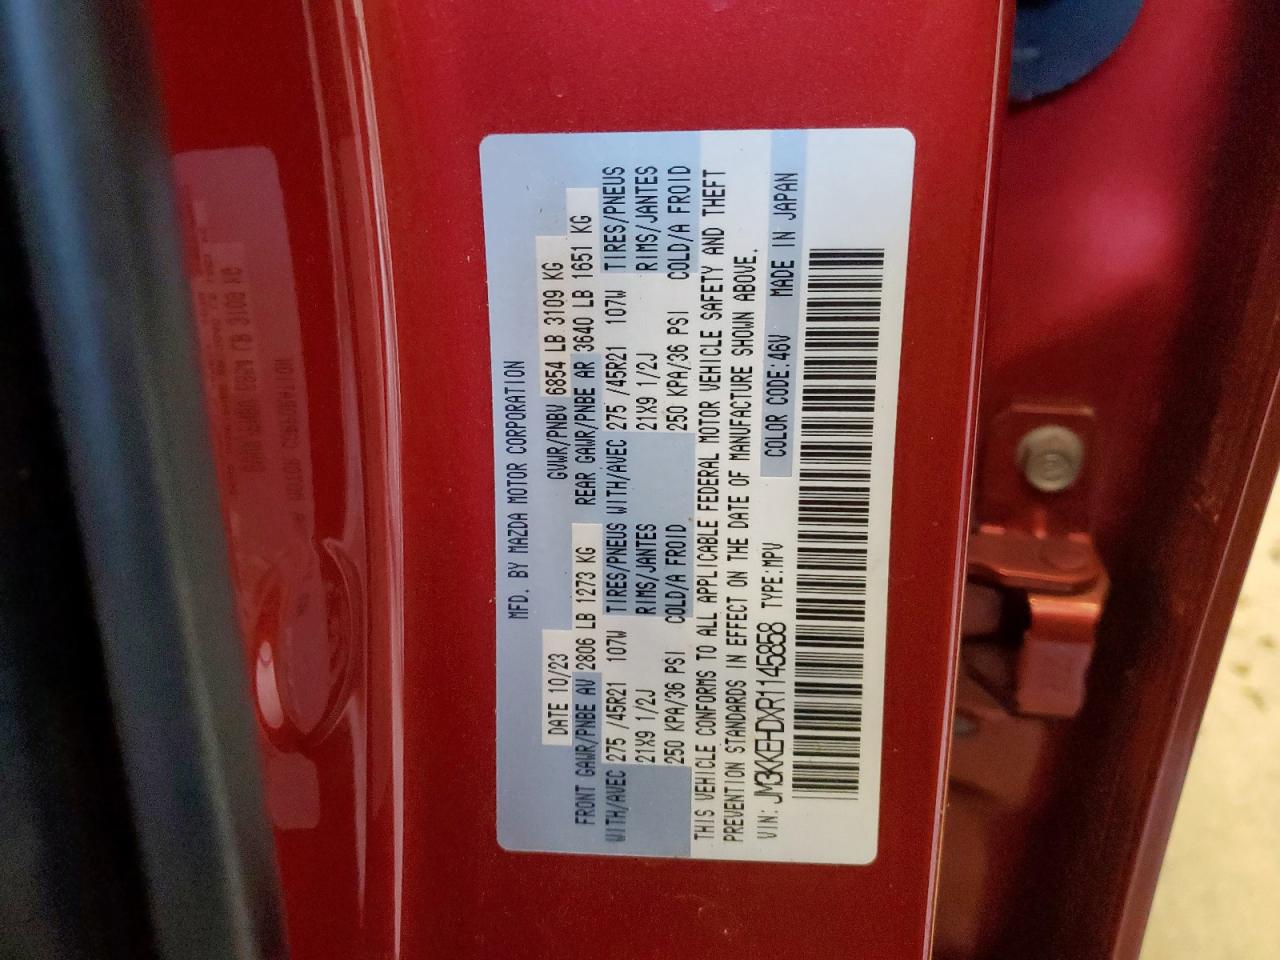 MFD. BY MAZDA MOTOR CORPORATION
DATE 10/23 GVWR/PNBV 6854 LB 3109 KG
FRONT GAWR/PNBE AV 2806 LB 1273 KG REAR GAWR/PNBE AR 3640 LB 1651 KG
WITH/AVEC 275 /45R21 107W TIRES/PNEUS WITH/AVEC 275 /45R21 107W TIRES/PNEUS
21X9 1/2J RIMS/JANTES 21X9 1/2J RIMS/JANTES
250 KPA/36 PSI COLD/A FROID 250 KPA/36 PSI COLD/A FROID
THIS VEHICLE CONFORMS TO ALL APPLICABLE FEDERAL MOTOR VEHICLE SAFETY AND THEFT
PREVENTION STANDARDS IN EFFECT ON THE DATE OF MANUFACTURE SHOWN ABOVE.
VIN: JM3KKEHDXR1145858 TYPE:MPV COLOR CODE:46V MADE IN JAPAN